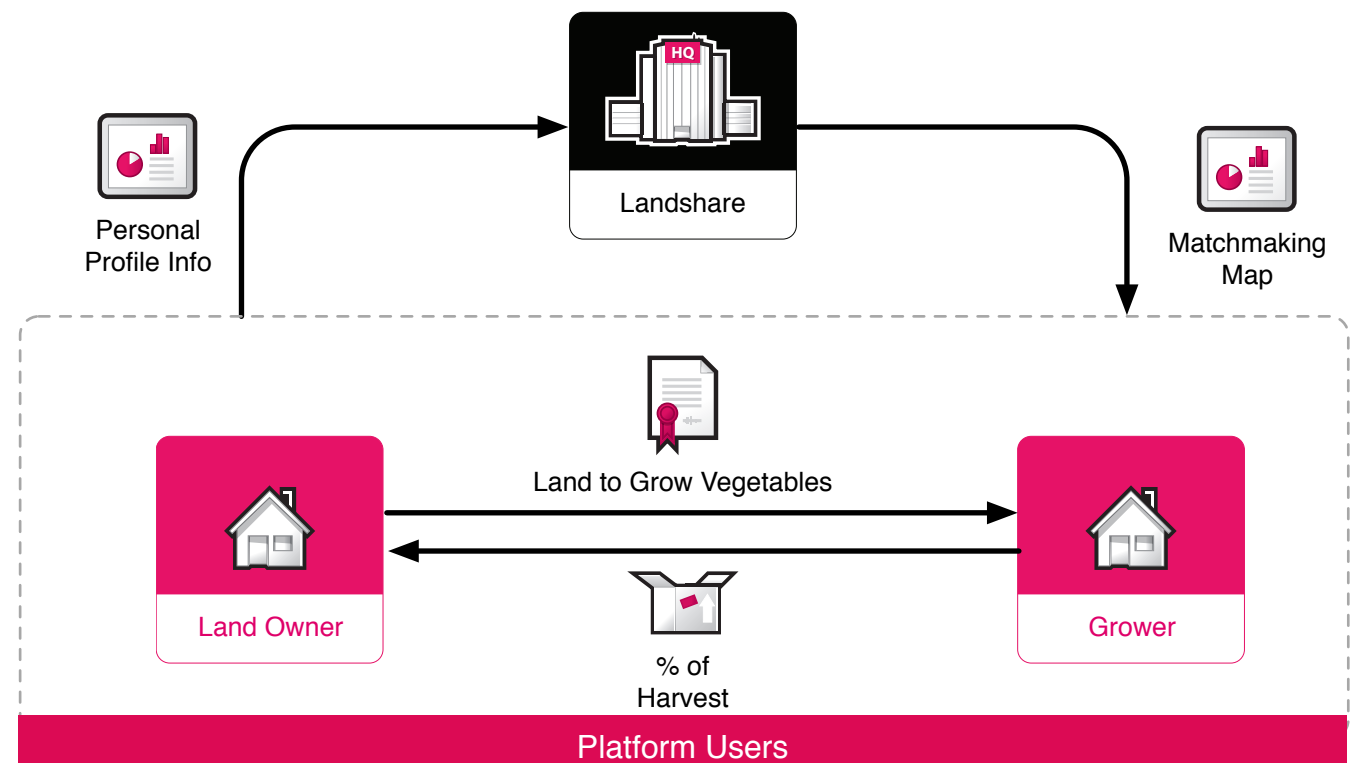 HQ
Landshare
Personal
Profile Info
Matchmaking
Map
Land to Grow Vegetables
Land Owner
Grower
% of
Harvest
Platform Users